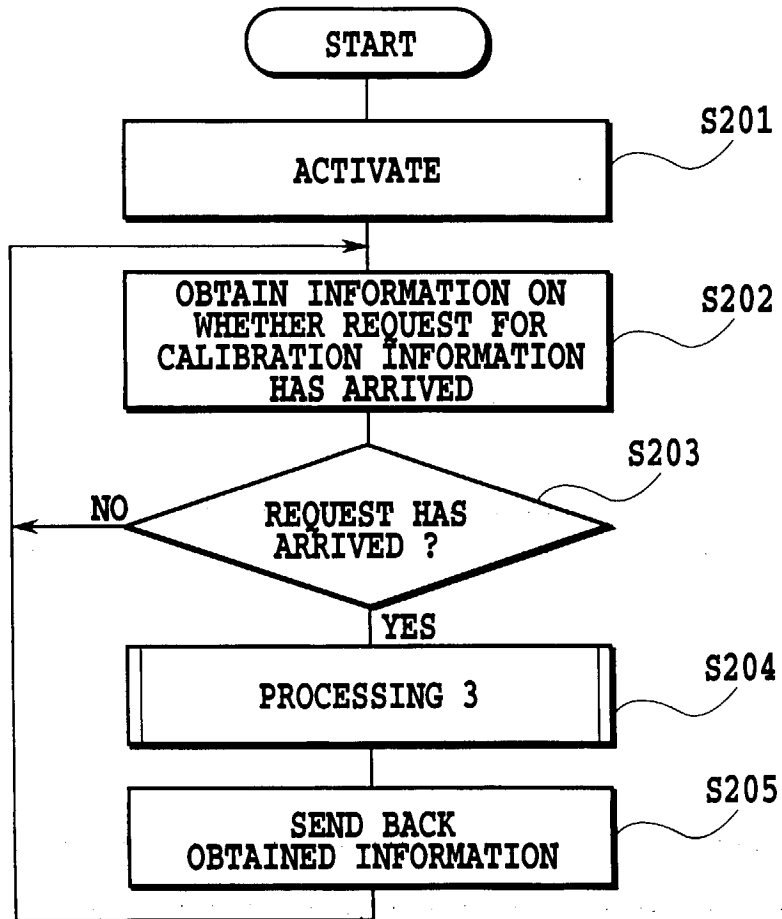 START
S201
ACTIVATE
S202
OBTAIN INFORMATION ON
WHETHER REQUEST FOR
CALIBRATION INFORMATION
HAS ARRIVED
S203
NO
REQUEST HAS
ARRIVED ?
YES
S204
PROCESSING 3
S205
SEND BACK
OBTAINED INFORMATION